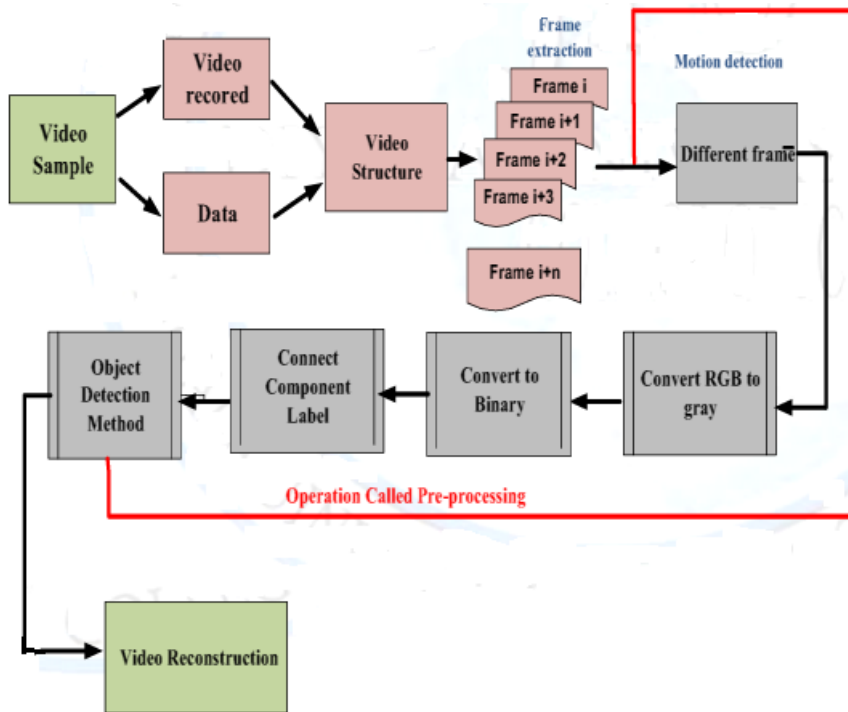 Frame
extraction
Motion detection
Video
Sample
Video
recored
Data
Video
Structure
Frame i
Frame i+1
Frame i+2
Frame i+3
Frame i+n
Different frame
Object
Detection
Method
Connect
Component
Label
Convert to
Binary
Convert RGB to
gray
Operation Called Pre-processing
Video Reconstruction